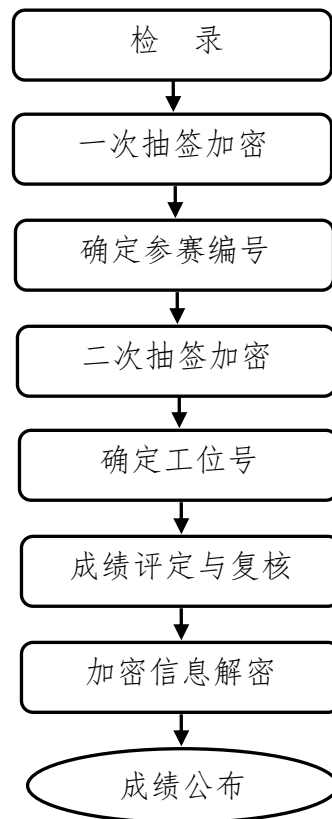 检 录
一次抽签加密
确定参赛编号
二次抽签加密
确定工位号
成绩评定与复核
加密信息解密
成绩公布